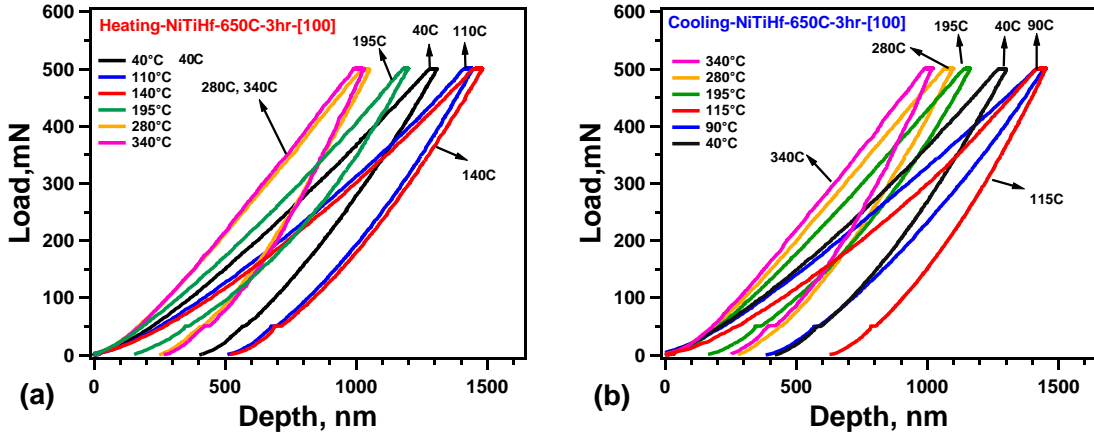 Heating-NiTiHf-650C-3hr-[100]
600
500
400
300
200
100
0
Load,mN
40°C 40C
110°C
140°C
195°C
280°C
340°C
195C
40C
110C
280C, 340C
140C
0
500
1000
1500
Depth, nm
(a)
Cooling-NiTiHf-650C-3hr-[100]
600
500
400
300
200
100
0
Load,mN
340°C
280°C
195°C
115°C
90°C
40°C
280C
195C
40C
90C
340C
115C
0
500
1000
1500
Depth, nm
(b)